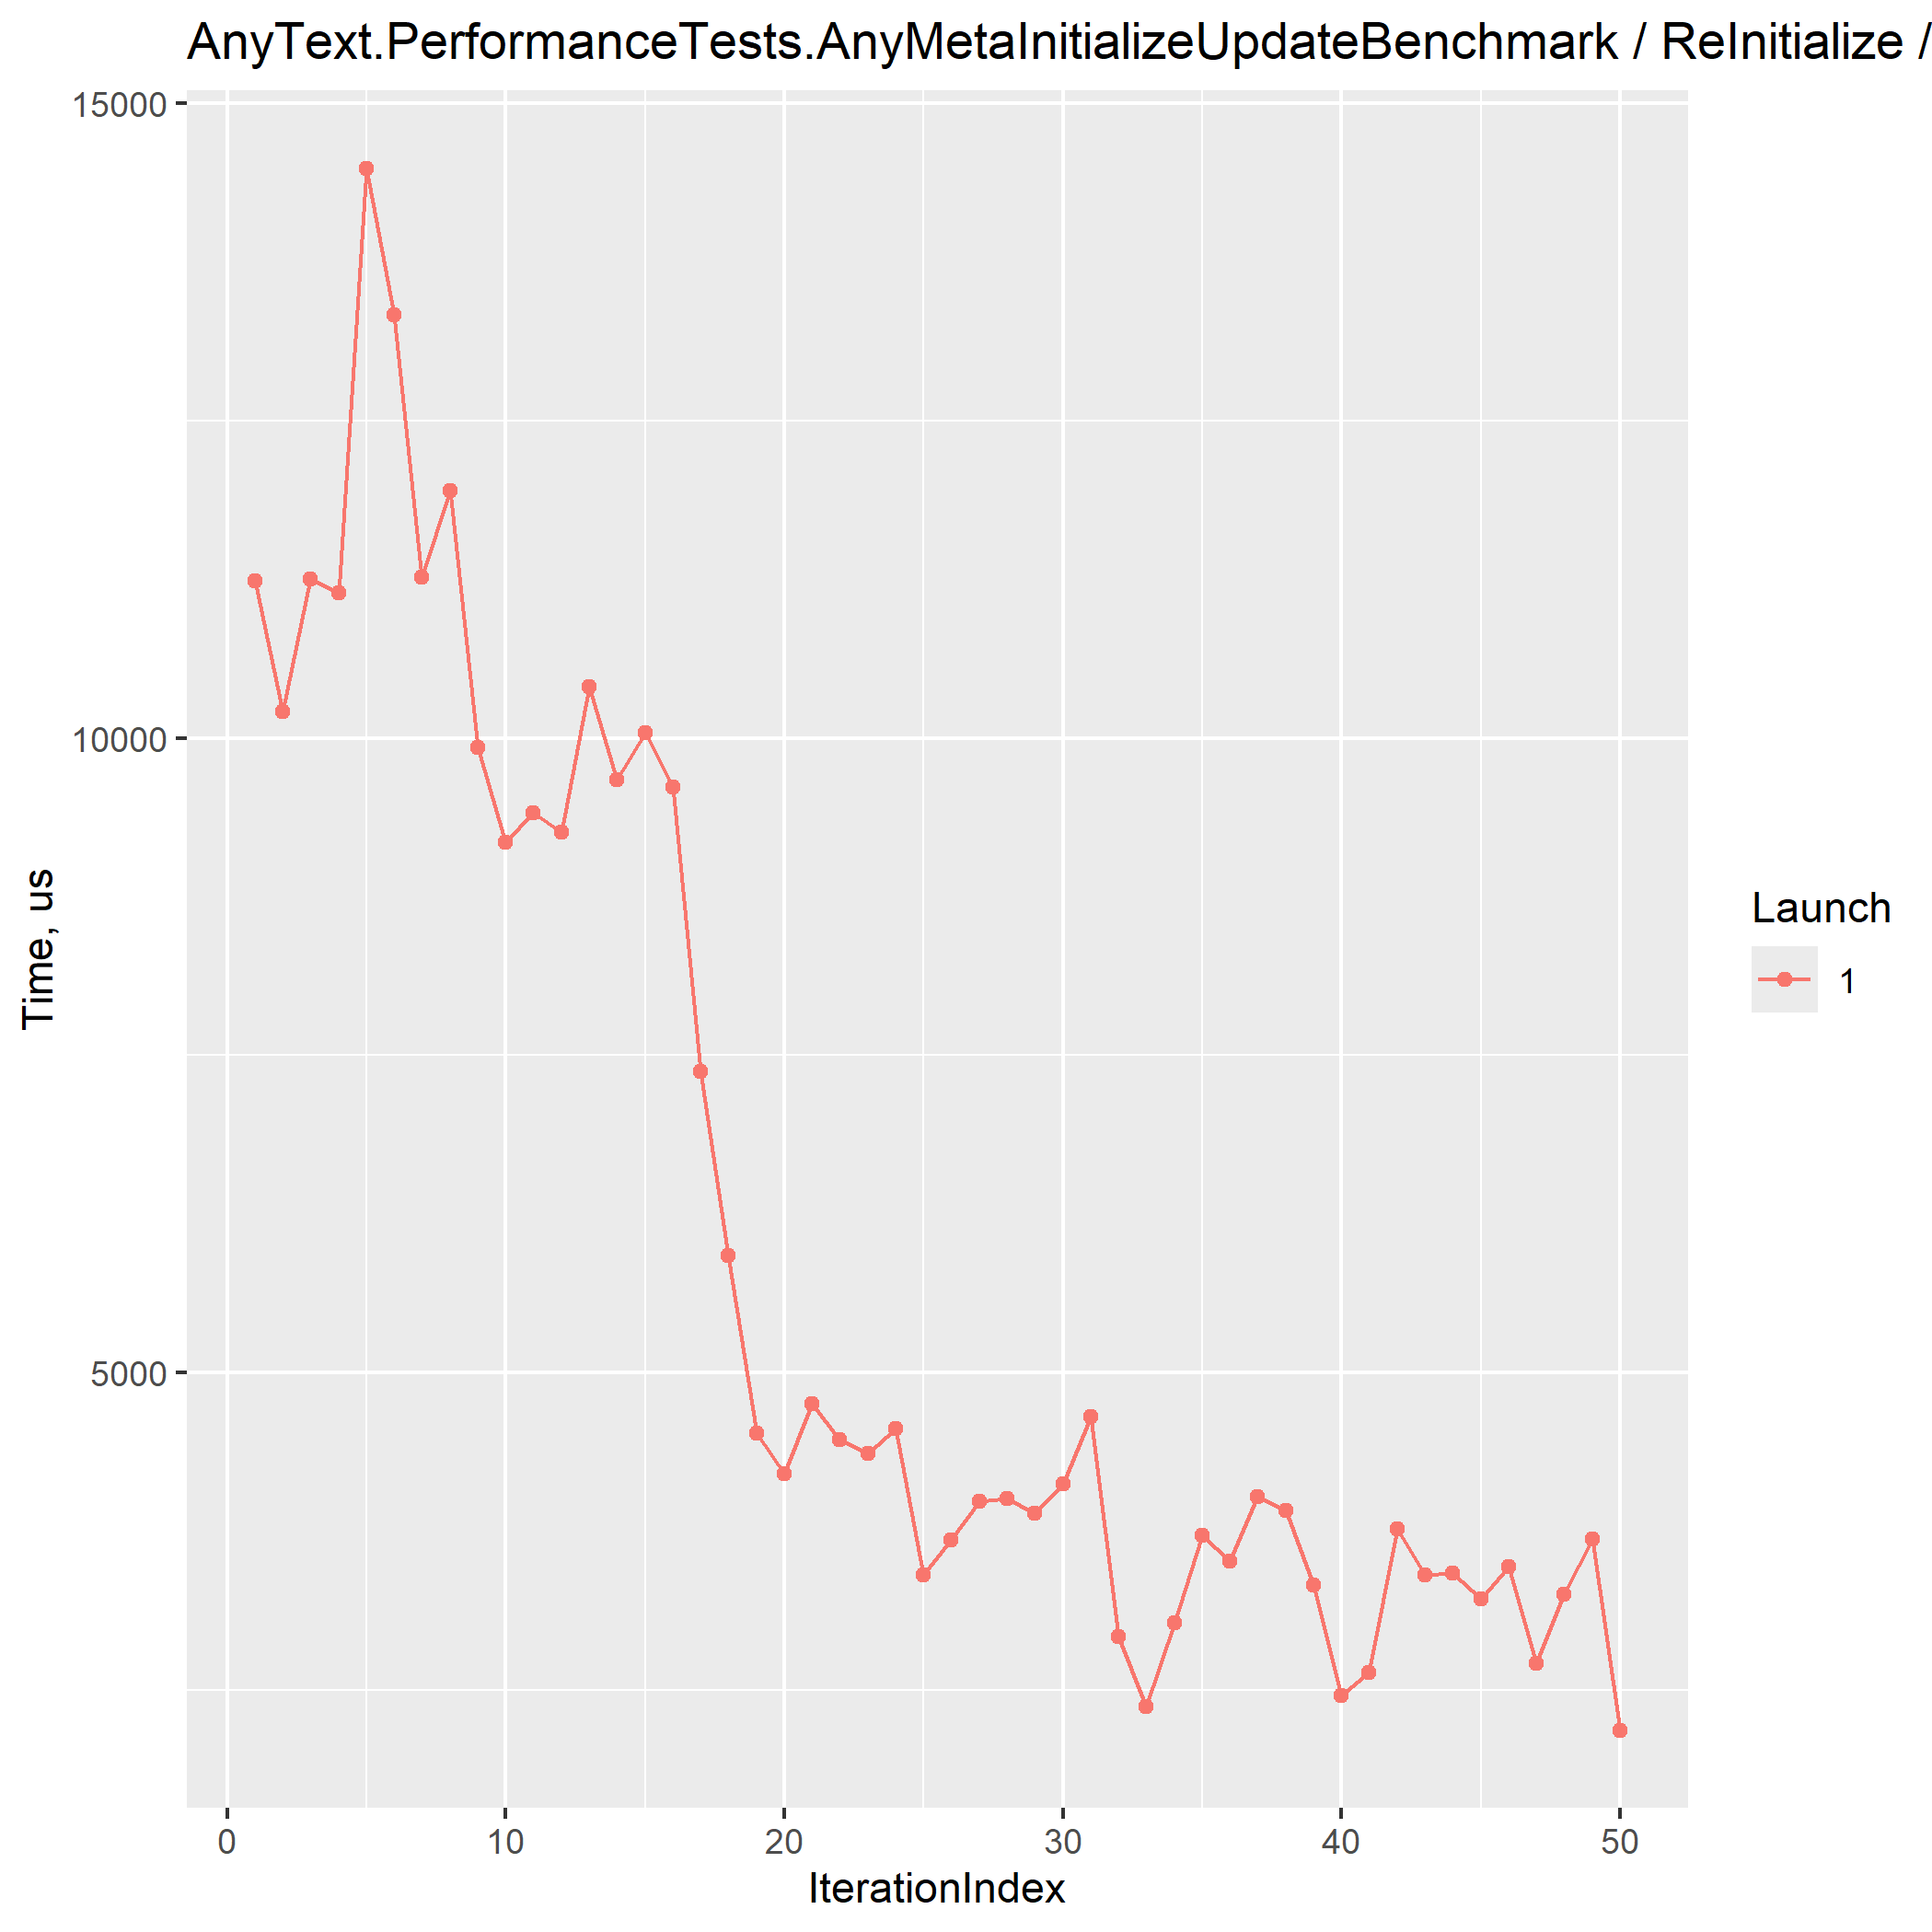 AnyText.PerformanceTests.AnyMetaInitializeUpdateBenchmark / ReInitialize /
15000
10000
5000
Time, us
0 10 20 30 40 50
IterationIndex
Launch
1